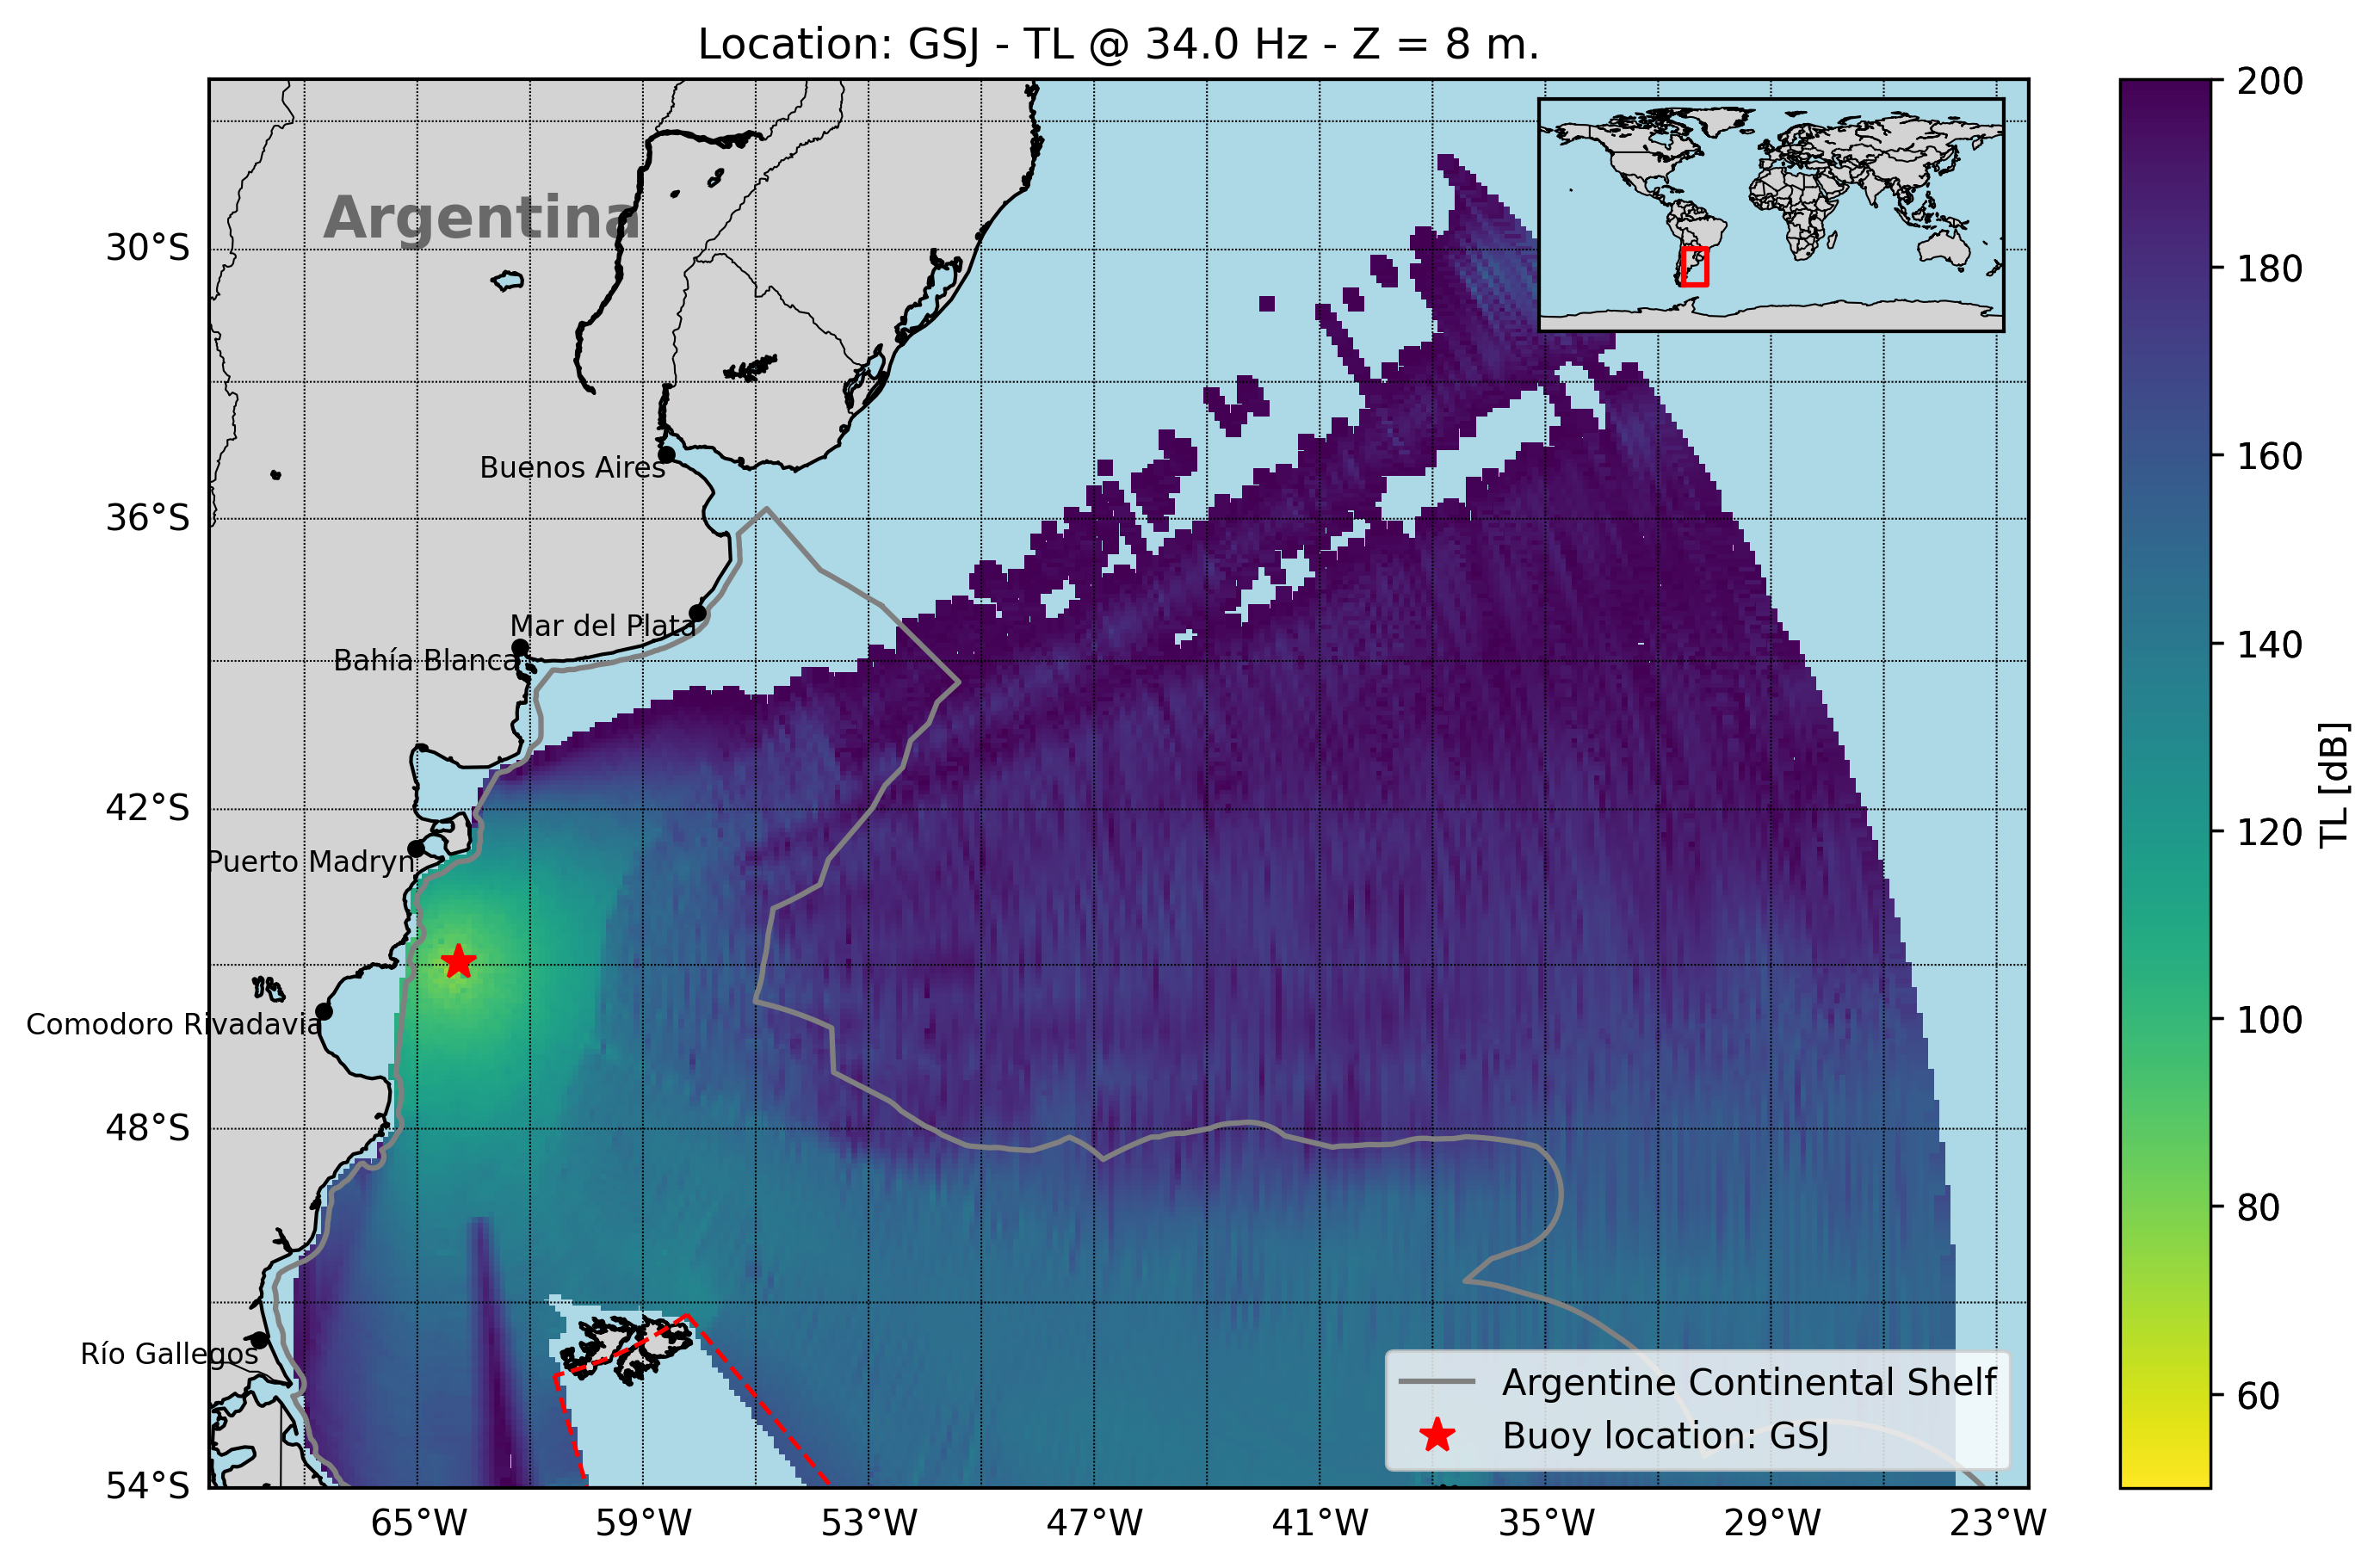 Location: GSJ - TL @ 34.0 Hz - Z = 8 m.
Argentina
30°S
36°S
42°S
48°S
54°S
Buenos Aires
Mar del Plata
Bahía Blanca
Puerto Madryn
Comodoro Rivadavia
Río Gallegos
65°W
59°W
53°W
47°W
41°W
35°W
29°W
23°W
Argentine Continental Shelf
Buoy location: GSJ
200
180
160
140
120
100
80
60
TL [dB]